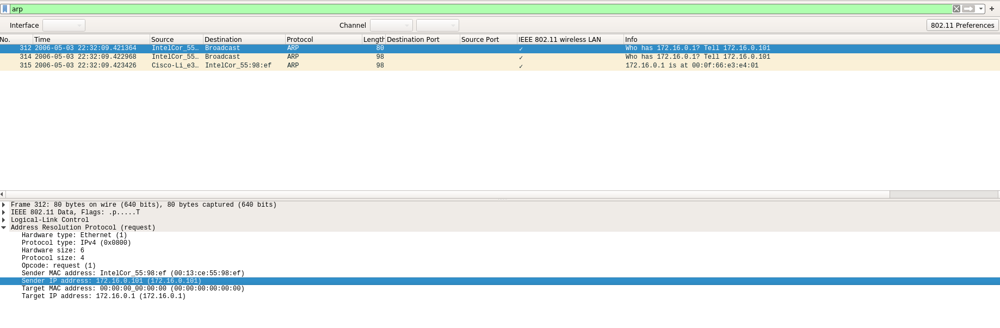 arp
Interface Channel 802.11 Preferences
No. Time Source Destination Protocol Length Destination Port Source Port IEEE 802.11 wireless LAN Info
312 2006-05-03 22:32:09.421364 IntelCor_55… Broadcast ARP 80 ✓ Who has 172.16.0.1? Tell 172.16.0.101
314 2006-05-03 22:32:09.422968 IntelCor_55… Broadcast ARP 98 ✓ Who has 172.16.0.1? Tell 172.16.0.101
315 2006-05-03 22:32:09.423426 Cisco-Li_e3… IntelCor_55:98:ef ARP 98 ✓ 172.16.0.1 is at 00:0f:66:e3:e4:01
Frame 312: 80 bytes on wire (640 bits), 80 bytes captured (640 bits)
IEEE 802.11 Data, Flags: .p.....T
Logical-Link Control
Address Resolution Protocol (request)
Hardware type: Ethernet (1)
Protocol type: IPv4 (0x0800)
Hardware size: 6
Protocol size: 4
Opcode: request (1)
Sender MAC address: IntelCor_55:98:ef (00:13:ce:55:98:ef)
Sender IP address: 172.16.0.101 (172.16.0.101)
Target MAC address: 00:00:00_00:00:00 (00:00:00:00:00:00)
Target IP address: 172.16.0.1 (172.16.0.1)